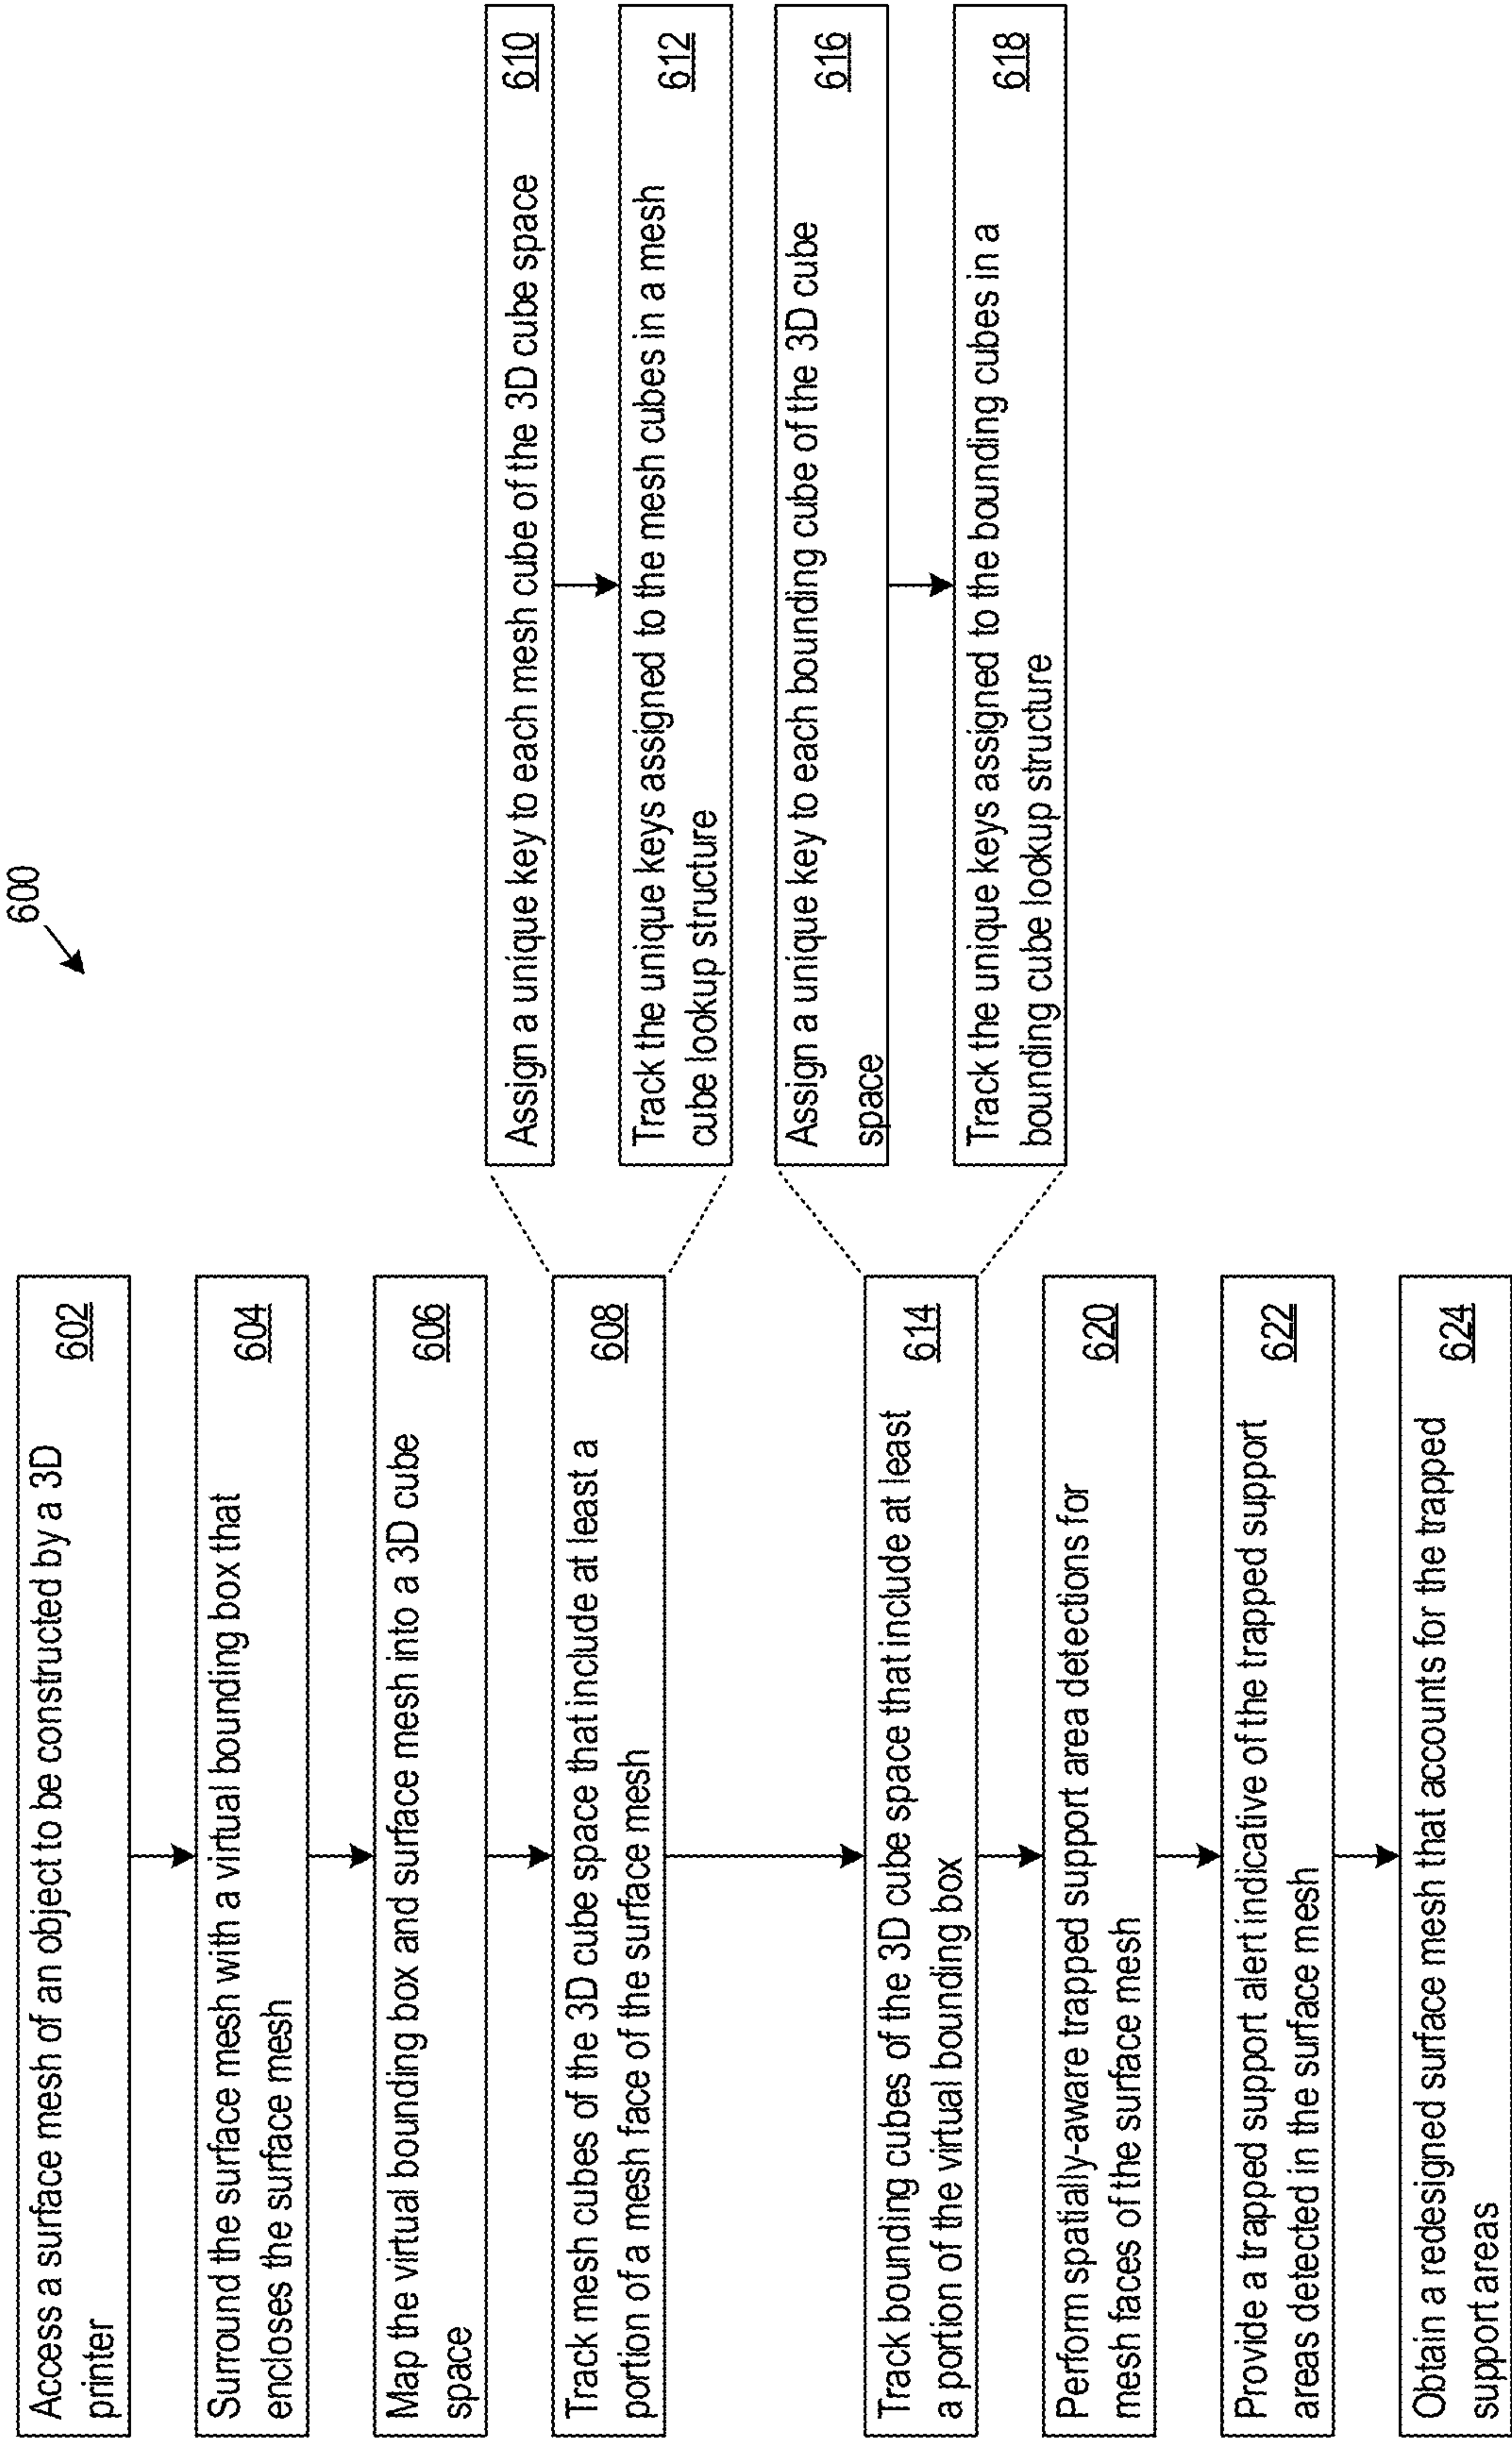 600
Access a surface mesh of an object to be constructed by a 3D
printer
602
Surround the surface mesh with a virtual bounding box that
encloses the surface mesh
604
Map the virtual bounding box and surface mesh into a 3D cube
space
606
Track mesh cubes of the 3D cube space that include at least a
portion of a mesh face of the surface mesh
608
Assign a unique key to each mesh cube of the 3D cube space
610
Track the unique keys assigned to the mesh cubes in a mesh
cube lookup structure
612
Track bounding cubes of the 3D cube space that include at least
a portion of the virtual bounding box
614
Assign a unique key to each bounding cube of the 3D cube
space
616
Track the unique keys assigned to the bounding cubes in a
bounding cube lookup structure
618
Perform spatially-aware trapped support area detections for
mesh faces of the surface mesh
620
Provide a trapped support alert indicative of the trapped support
areas detected in the surface mesh
622
Obtain a redesigned surface mesh that accounts for the trapped
support areas
624